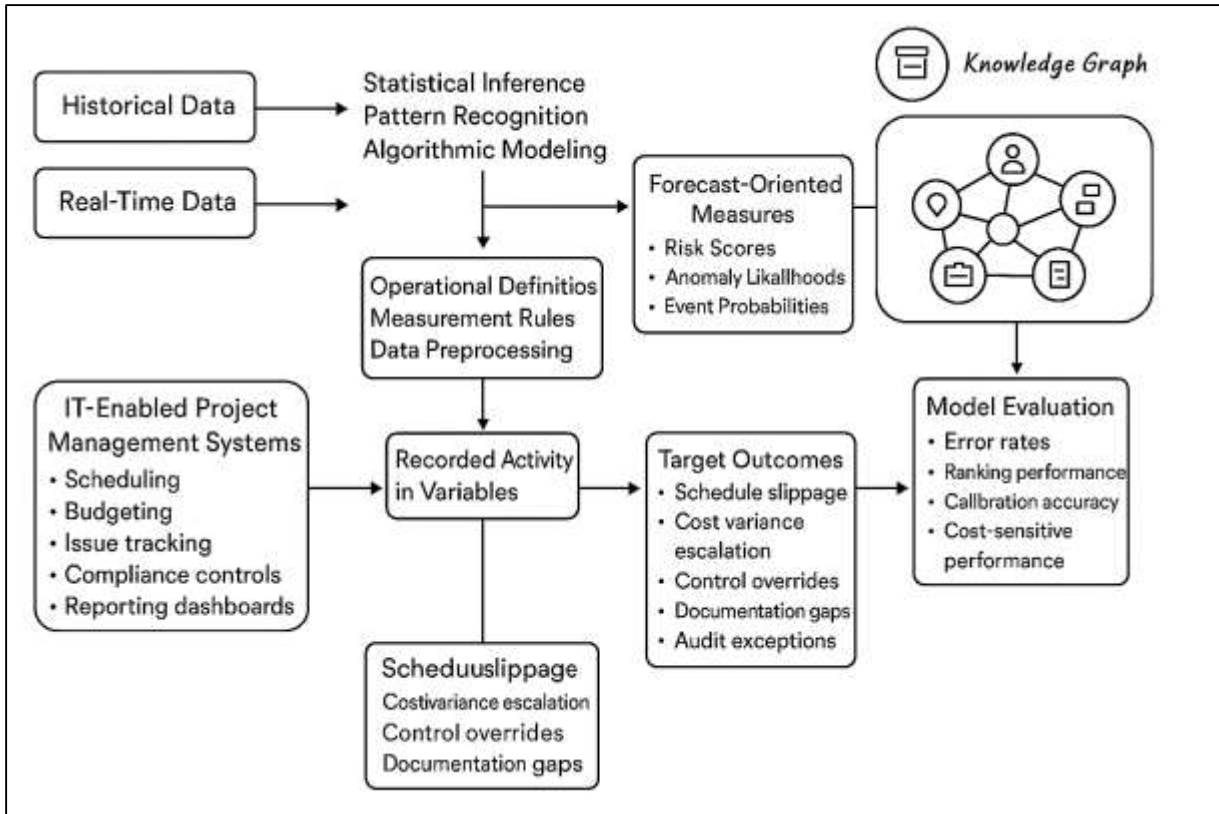 Knowledge Graph
Historical Data
Statistical Inference
Pattern Recognition
Algorithmic Modeling
Real-Time Data
Forecast-Oriented
Measures
• Risk Scores
• Anomaly Likallhoods
• Event Probabilities
Operational Definitios
Measurement Rules
Data Preprocessing
IT-Enabled Project
Management Systems
• Scheduling
• Budgeting
• Issue tracking
• Compliance controls
• Reporting dashboards
Recorded Activity
in Variables
Target Outcomes
• Schedule slippage
• Cost variance
escalation
• Control overrides
• Documentation gaps
• Audit exceptions
Model Evaluation
• Error rates
• Ranking performance
• Callbration accuracy
• Cost-sensitive
performance
Scheduuslippage
Costivariance escalation
Control overrides
Documentation gaps